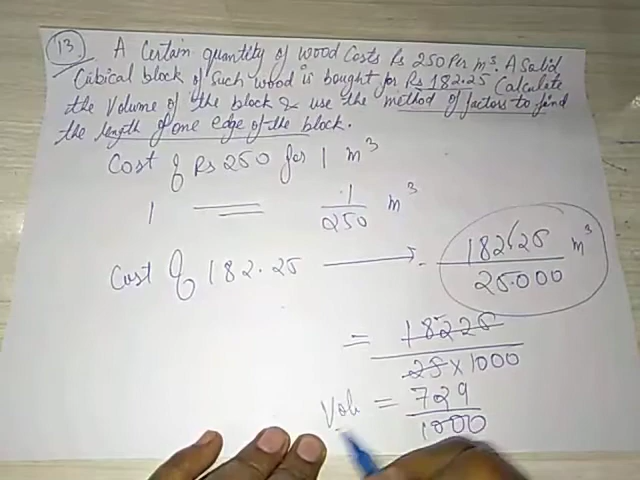 13. A Certain quantity of wood Costs Rs 250 Per m³. A Solid
Cubical block of such wood is bought for Rs 182.25 Calculate
the Volume of the block & use the method of factors to find
the length of one edge of the block.
Cost of Rs 250 for 1 m³
1 —— 1/250 m³
Cost of 182.25 → 18225/25000 m³
= 18225/25×1000
Vol. = 729/1000